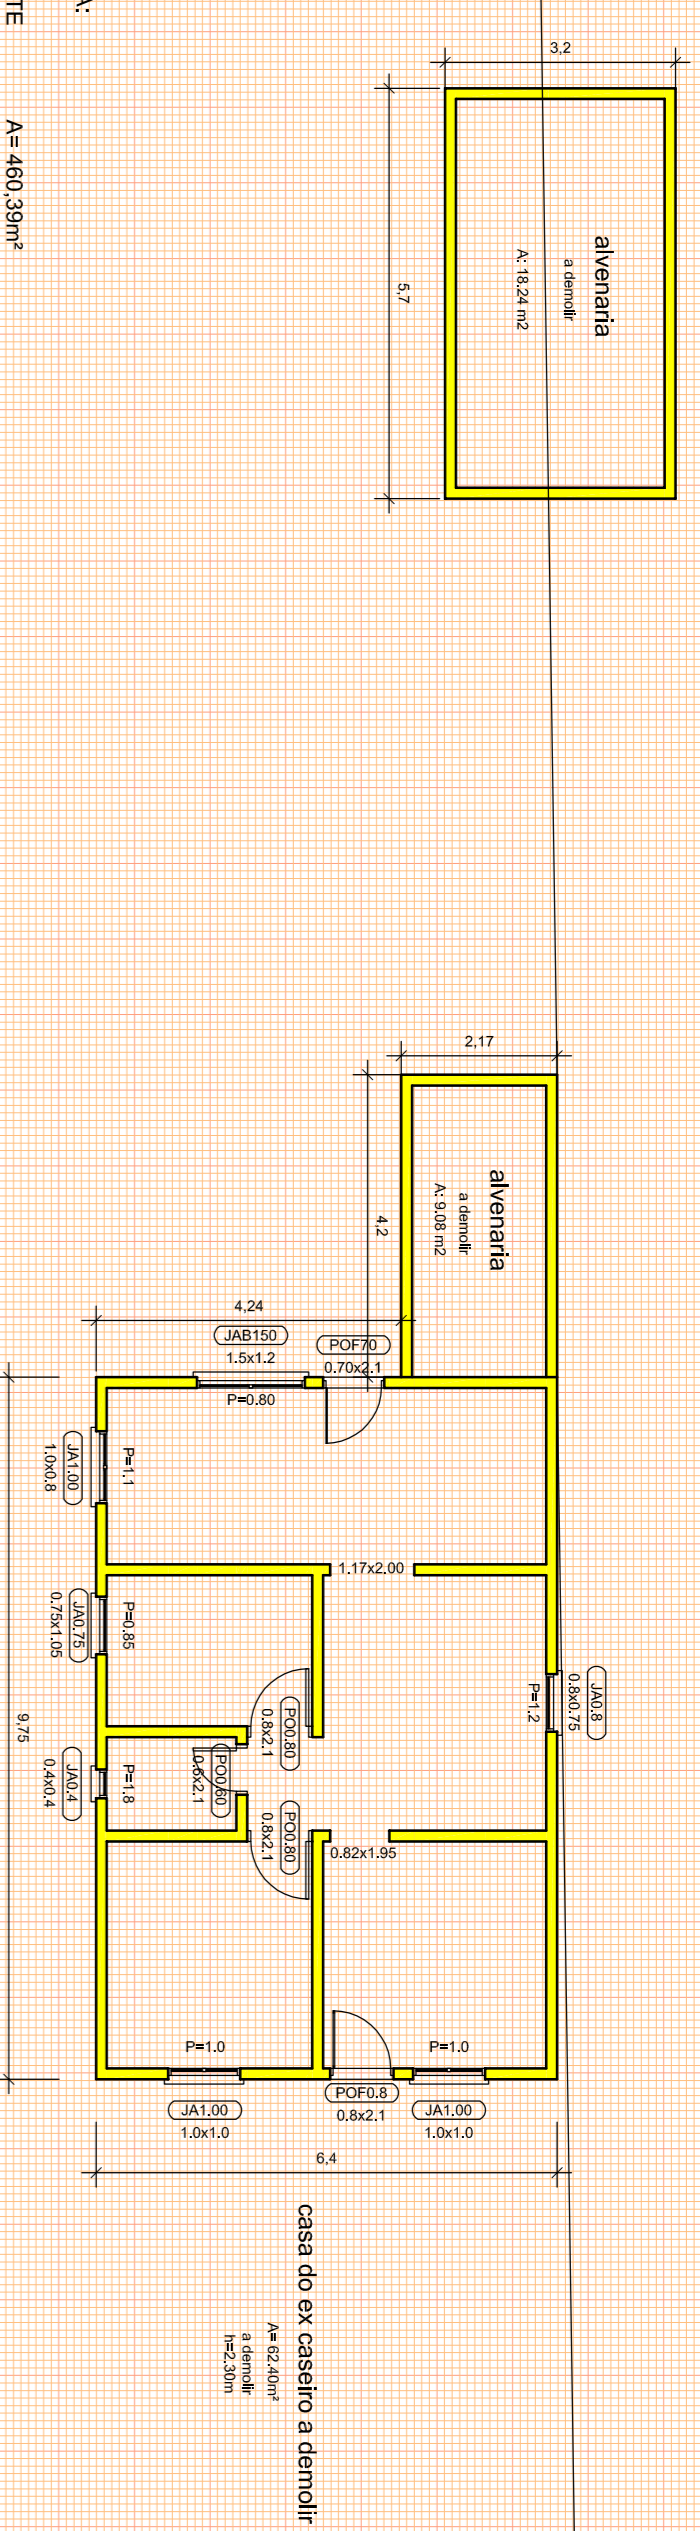 A:
TE
A= 460,39m²
3,2
5,7
alvenaria
a demolir
A: 18.24 m2
2,17
4,2
alvenaria
a demolir
A: 9.08 m2
4,24
JAB150
1.5x1.2
P=0.80
POF70
0.70x2.1
JA1.00
1.0x0.8
P=1.1
1.17x2.00
JA0.75
0.75x1.05
P=0.85
JA0.8
0.8x0.75
P=1.2
PO0.80
0.8x2.1
PO0.60
0.6x2.1
JA0.4
0.4x0.4
P=1.8
PO0.80
0.8x2.1
0.82x1.95
9,75
P=1.0
P=1.0
JA1.00
1.0x1.0
POF0.8
0.8x2.1
JA1.00
1.0x1.0
6,4
casa do ex caseiro a demolir
A= 62.40m²
a demolir
h=2.30m